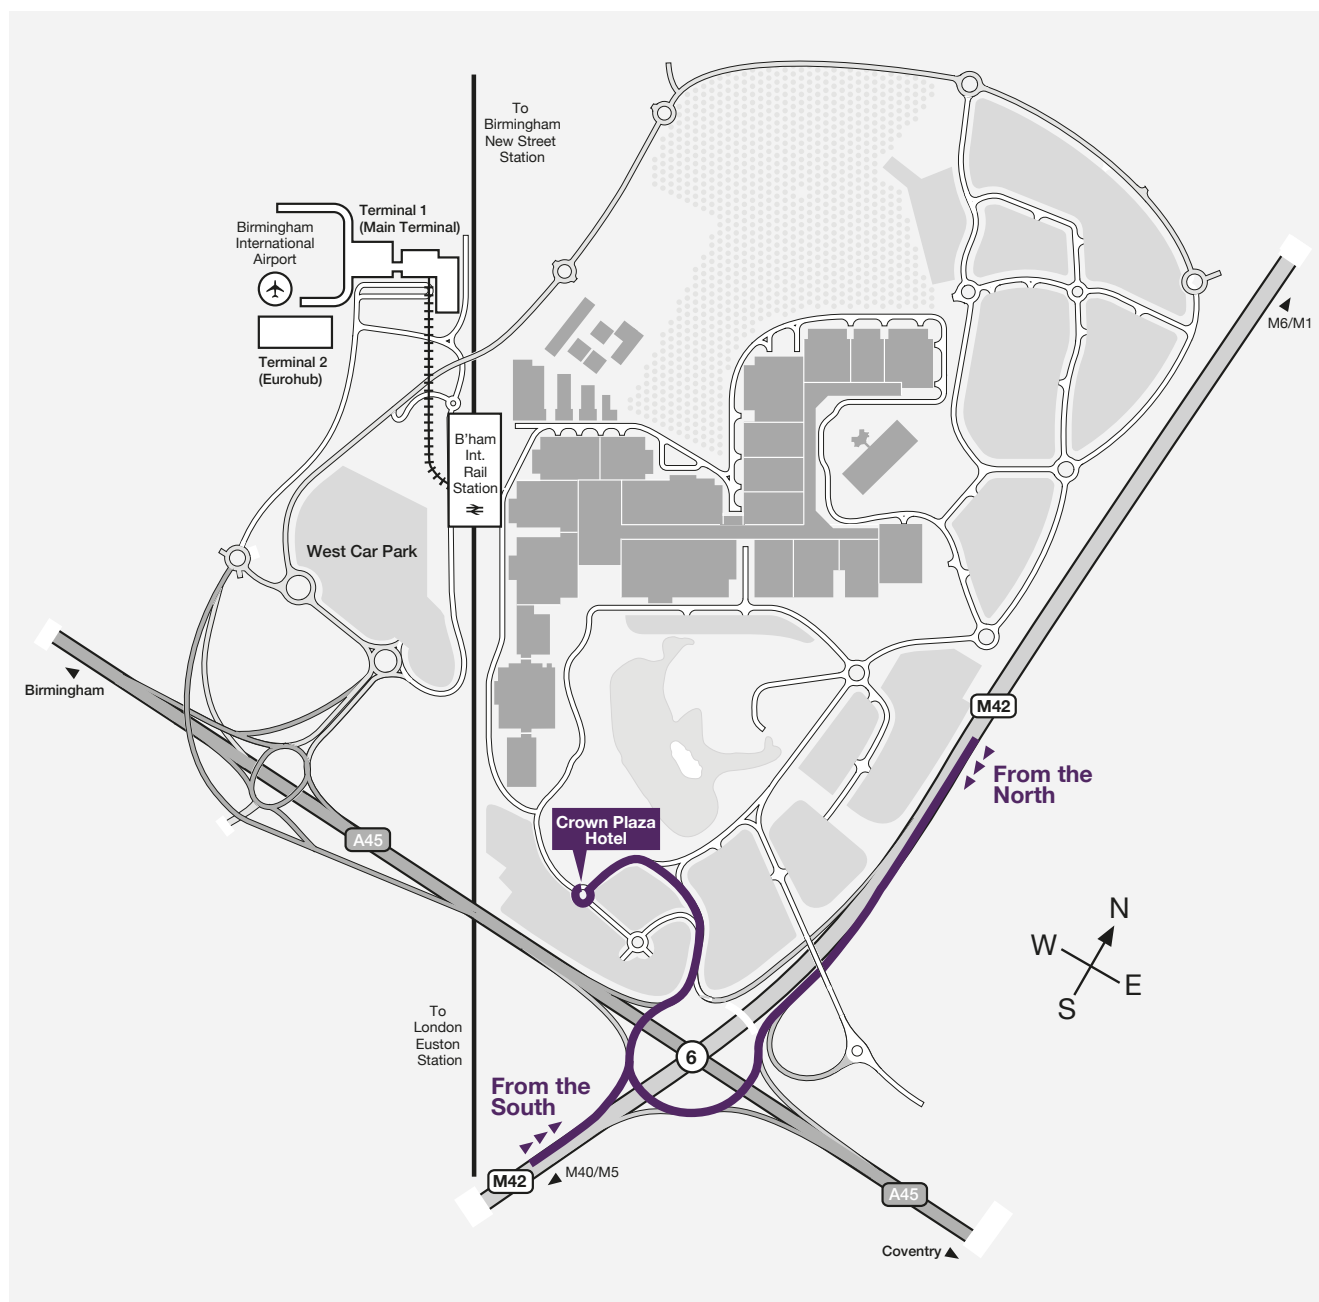 To
Birmingham
New Street
Station
Terminal 1
(Main Terminal)
Birmingham
International
Airport
Terminal 2
(Eurohub)
M6/M1
B'ham
Int.
Rail
Station
West Car Park
Birmingham
M42
From the
North
Crown Plaza
Hotel
A45
N
W
E
S
To
London
Euston
Station
6
From the
South
M42
M40/M5
A45
Coventry